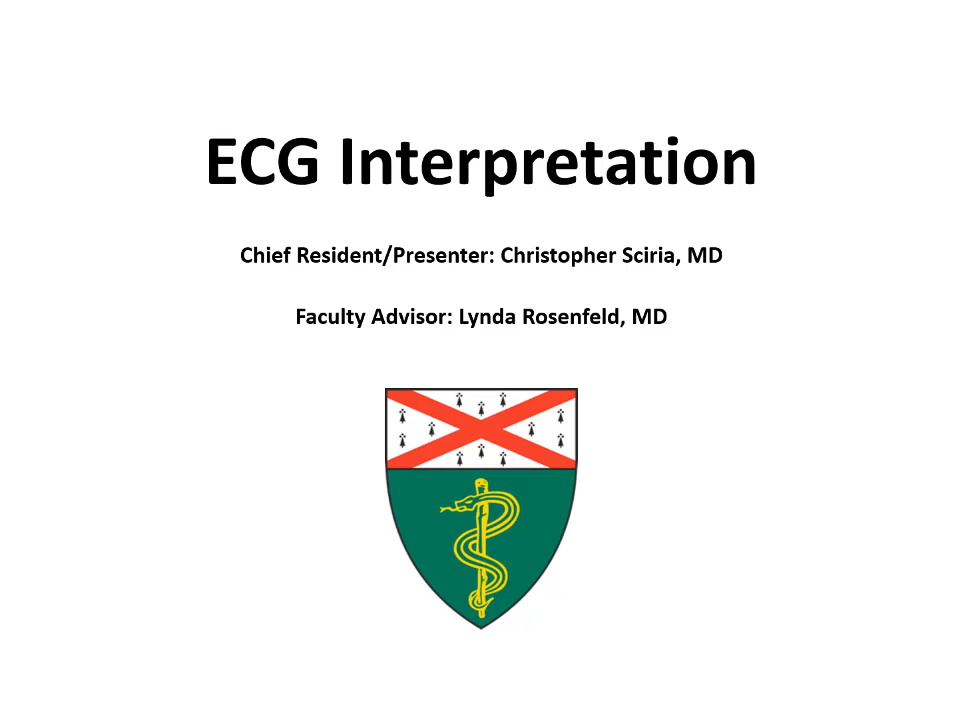 ECG Interpretation
Chief Resident/Presenter: Christopher Sciria, MD
Faculty Advisor: Lynda Rosenfeld, MD